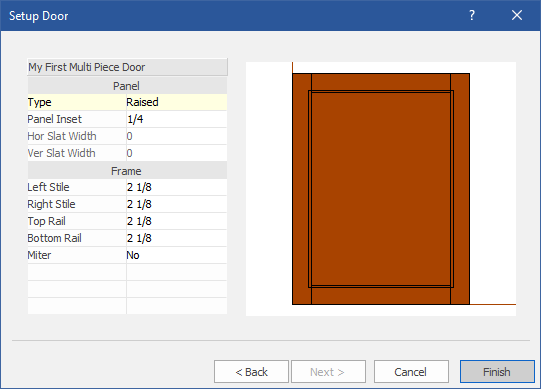 Setup Door
?
My First Multi Piece Door
Panel
Type Raised
Panel Inset 1/4
Hor Slat Width 0
Ver Slat Width 0
Frame
Left Stile 2 1/8
Right Stile 2 1/8
Top Rail 2 1/8
Bottom Rail 2 1/8
Miter No
< Back Next > Cancel Finish